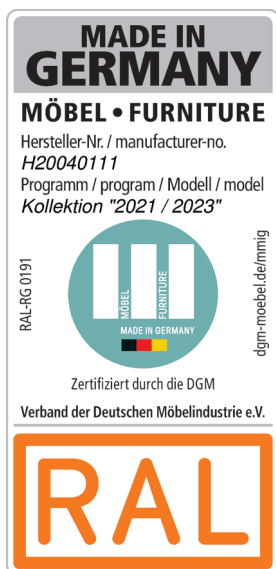 MADE IN
GERMANY
MÖBEL • FURNITURE
Hersteller-Nr. / manufacturer-no.
H20040111
Programm / program / Modell / model
Kollektion "2021 / 2023"
RAL-RG 0191
MÖBEL
FURNITURE
MADE IN GERMANY
dgm-moebel.de/mmig
Zertifiziert durch die DGM
Verband der Deutschen Möbelindustrie e.V.
RAL